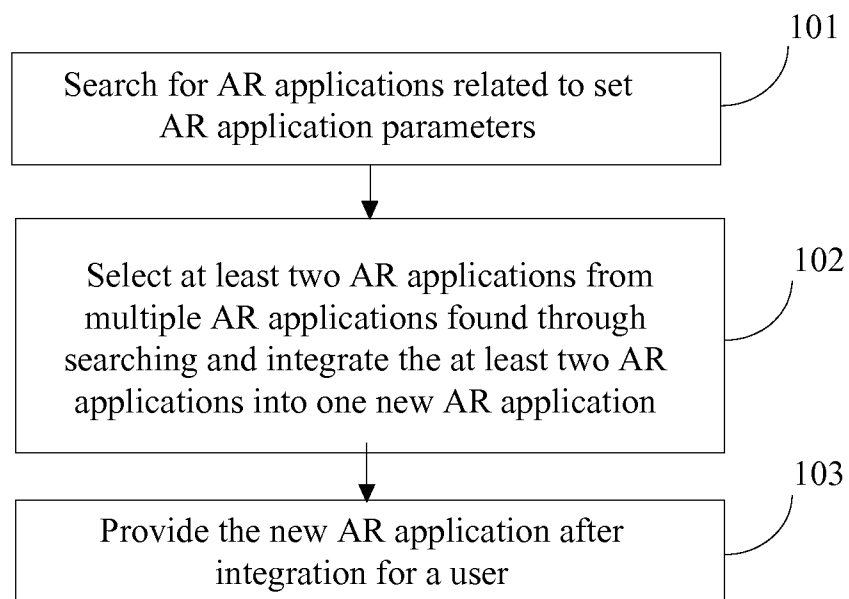 101
Search for AR applications related to set
AR application parameters
102
Select at least two AR applications from
multiple AR applications found through
searching and integrate the at least two AR
applications into one new AR application
103
Provide the new AR application after
integration for a user